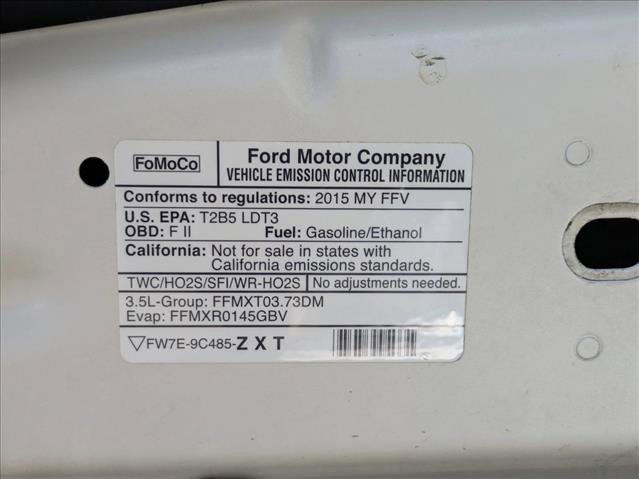 FoMoCo
Ford Motor Company
VEHICLE EMISSION CONTROL INFORMATION
Conforms to regulations: 2015 MY FFV
U.S. EPA: T2B5 LDT3
OBD: F II Fuel: Gasoline/Ethanol
California: Not for sale in states with
California emissions standards.
TWC/HO2S/SFI/WR-HO2S No adjustments needed.
3.5L-Group: FFMXT03.73DM
Evap: FFMXR0145GBV
▽FW7E-9C485-Z X T